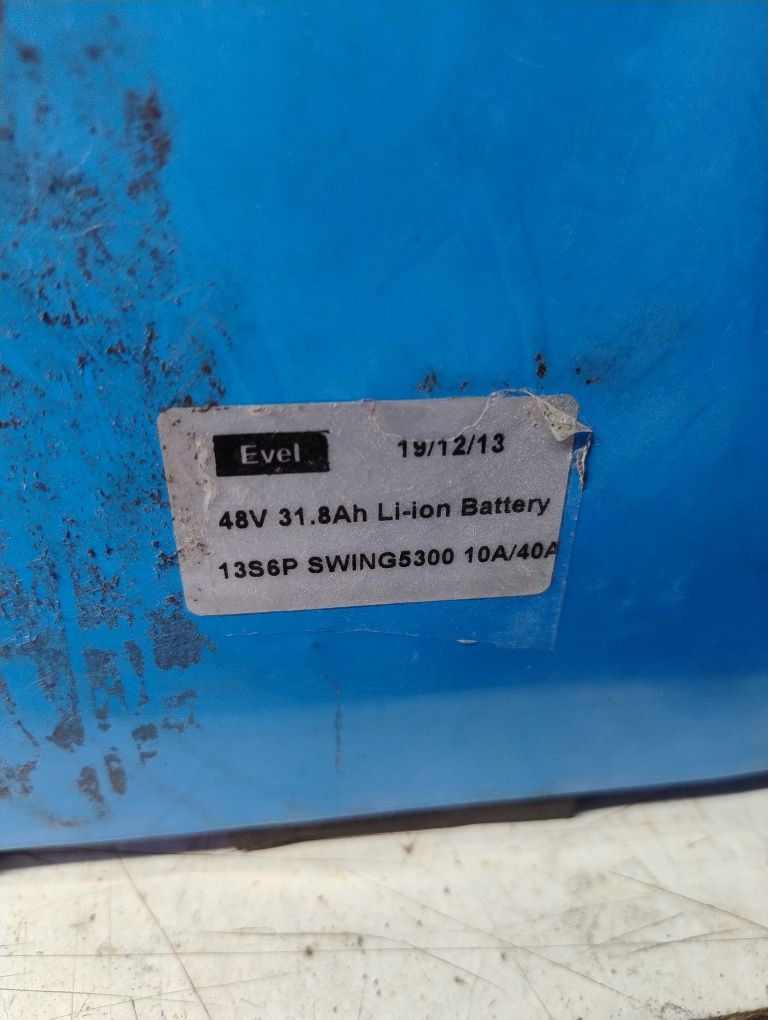 Evel 19/12/13
48V 31.8Ah Li-ion Battery
13S6P SWING5300 10A/40A